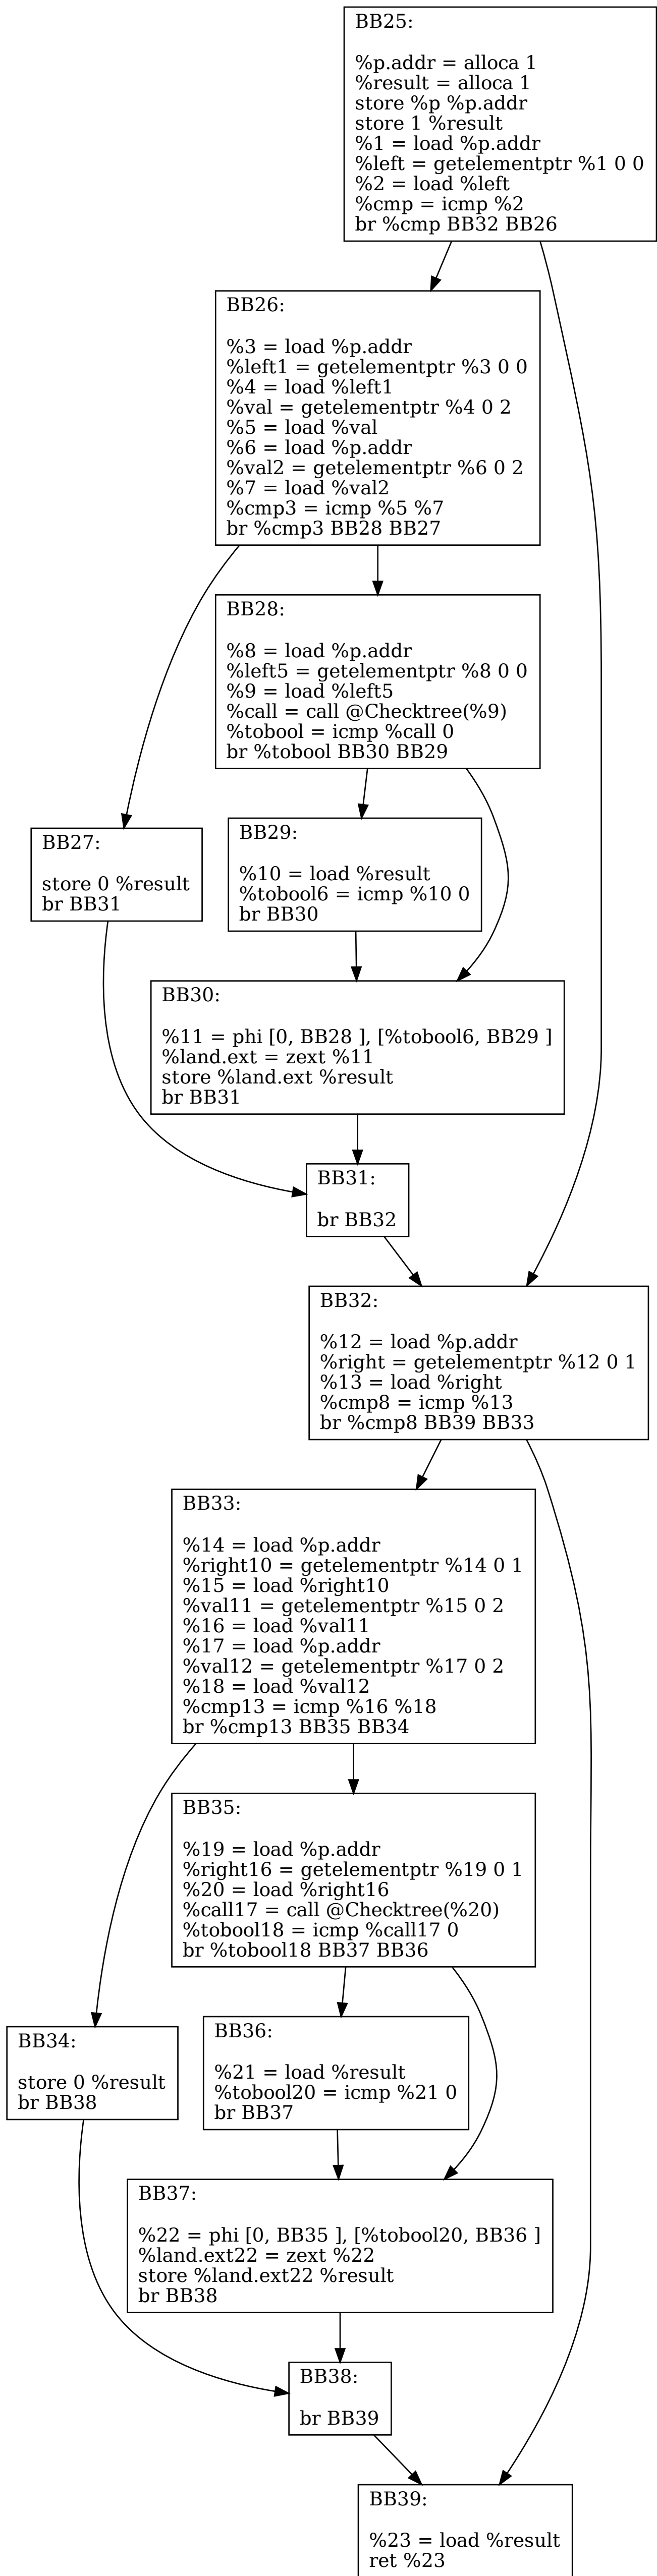 BB25:
%p.addr = alloca 1
%result = alloca 1
store %p %p.addr
store 1 %result
%1 = load %p.addr
%left = getelementptr %1 0 0
%2 = load %left
%cmp = icmp %2
br %cmp BB32 BB26
BB26:
%3 = load %p.addr
%left1 = getelementptr %3 0 0
%4 = load %left1
%val = getelementptr %4 0 2
%5 = load %val
%6 = load %p.addr
%val2 = getelementptr %6 0 2
%7 = load %val2
%cmp3 = icmp %5 %7
br %cmp3 BB28 BB27
BB28:
%8 = load %p.addr
%left5 = getelementptr %8 0 0
%9 = load %left5
%call = call @Checktree(%9)
%tobool = icmp %call 0
br %tobool BB30 BB29
BB27:
store 0 %result
br BB31
BB29:
%10 = load %result
%tobool6 = icmp %10 0
br BB30
BB30:
%11 = phi [0, BB28 ], [%tobool6, BB29 ]
%land.ext = zext %11
store %land.ext %result
br BB31
BB31:
br BB32
BB32:
%12 = load %p.addr
%right = getelementptr %12 0 1
%13 = load %right
%cmp8 = icmp %13
br %cmp8 BB39 BB33
BB33:
%14 = load %p.addr
%right10 = getelementptr %14 0 1
%15 = load %right10
%val11 = getelementptr %15 0 2
%16 = load %val11
%17 = load %p.addr
%val12 = getelementptr %17 0 2
%18 = load %val12
%cmp13 = icmp %16 %18
br %cmp13 BB35 BB34
BB35:
%19 = load %p.addr
%right16 = getelementptr %19 0 1
%20 = load %right16
%call17 = call @Checktree(%20)
%tobool18 = icmp %call17 0
br %tobool18 BB37 BB36
BB34:
store 0 %result
br BB38
BB36:
%21 = load %result
%tobool20 = icmp %21 0
br BB37
BB37:
%22 = phi [0, BB35 ], [%tobool20, BB36 ]
%land.ext22 = zext %22
store %land.ext22 %result
br BB38
BB38:
br BB39
BB39:
%23 = load %result
ret %23